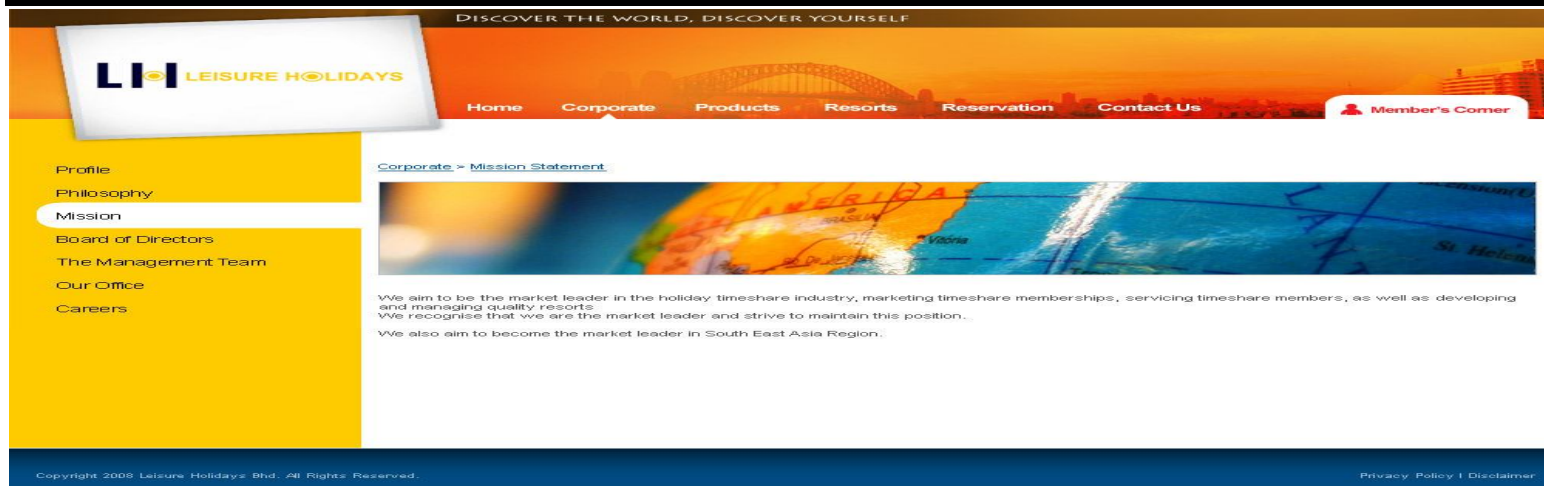 DISCOVER THE WORLD, DISCOVER YOURSELF
LH LEISURE HOLIDAYS
Home Corporate Products Resorts Reservation Contact Us Member's Corner
Profile
Philosophy
Mission
Board of Directors
The Management Team
Our Office
Careers
Corporate > Mission Statement
AMERICA
BRASILIA
Vitória
St. Helena
We aim to be the market leader in the holiday timeshare industry, marketing timeshare memberships, servicing timeshare members, as well as developing
and managing quality resorts
We recognise that we are the market leader and strive to maintain this position.
We also aim to become the market leader in South East Asia Region.
Copyright 2008 Leisure Holidays Bhd. All Rights Reserved.
Privacy Policy I Disclaimer